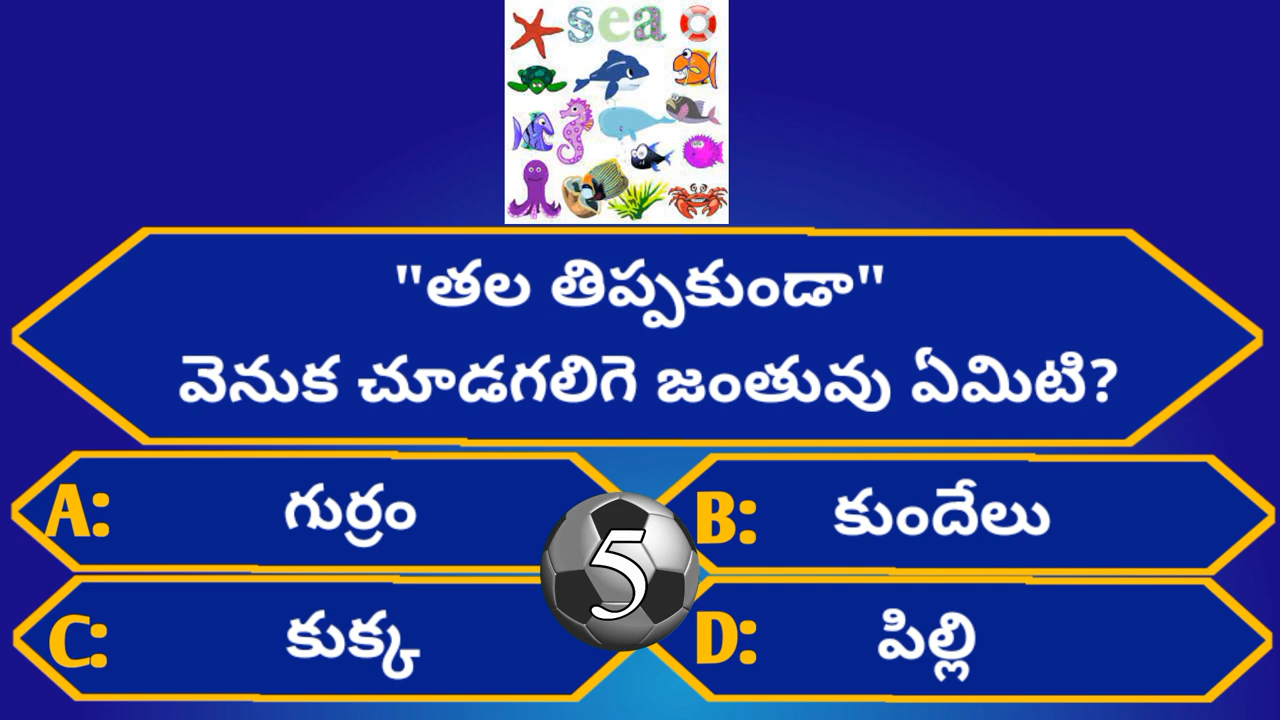 sea
"తల తిప్పకుండా"
వెనుక చూడగలిగె జంతువు ఏమిటి?
A: గుర్రం
B: కుందేలు
5
C: కుక్క
D: పిల్లి